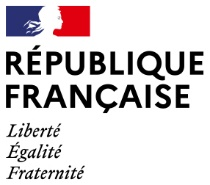 RÉPUBLIQUE
FRANÇAISE
Liberté
Égalité
Fraternité